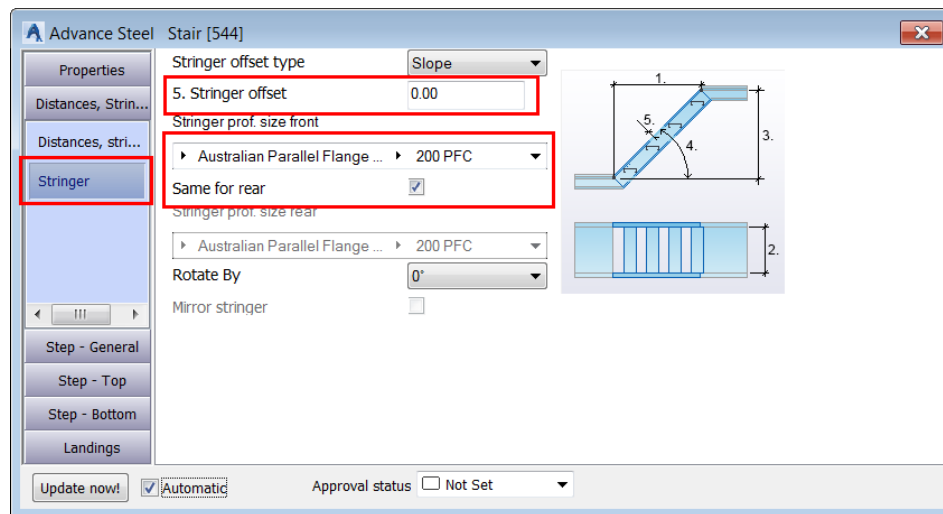 Advance Steel Stair [544]
Properties
Distances, Strin...
Distances, stri...
Stringer
Step - General
Step - Top
Step - Bottom
Landings
Stringer offset type Slope
5. Stringer offset 0.00
Stringer prof. size front
Australian Parallel Flange ... 200 PFC
Same for rear
Stringer prof. size rear
Australian Parallel Flange ... 200 PFC
Rotate By 0°
Mirror stringer
1.
5.
4.
3.
2.
Update now! Automatic Approval status Not Set